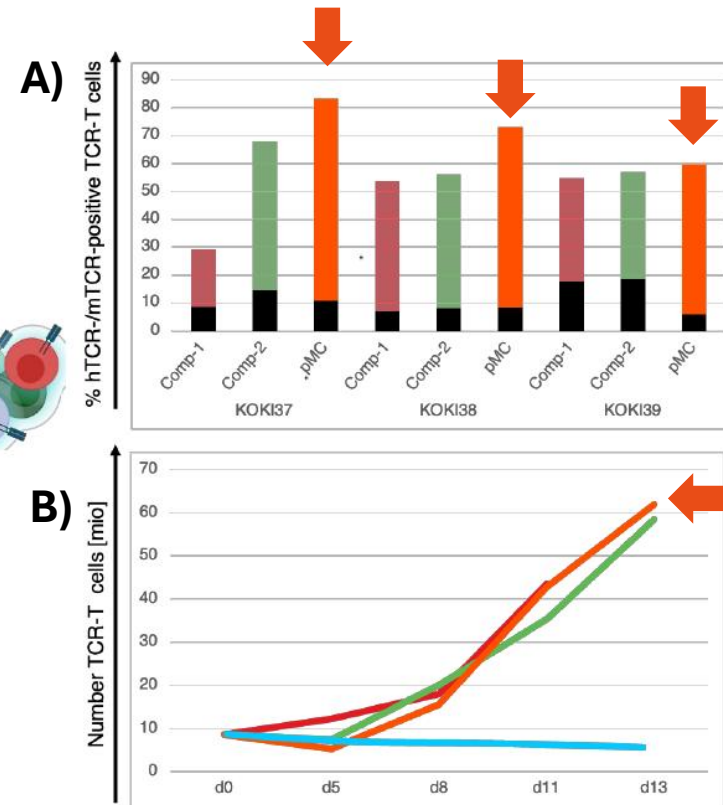 A)
% hTCR-/mTCR-positive TCR-T cells
90
80
70
60
50
40
30
20
10
0
Comp-1
Comp-2
pMC
Comp-1
Comp-2
pMC
Comp-1
Comp-2
pMC
KOKI37
KOKI38
KOKI39
B)
Number TCR-T cells [mio]
70
60
50
40
30
20
10
0
d0
d5
d8
d11
d13